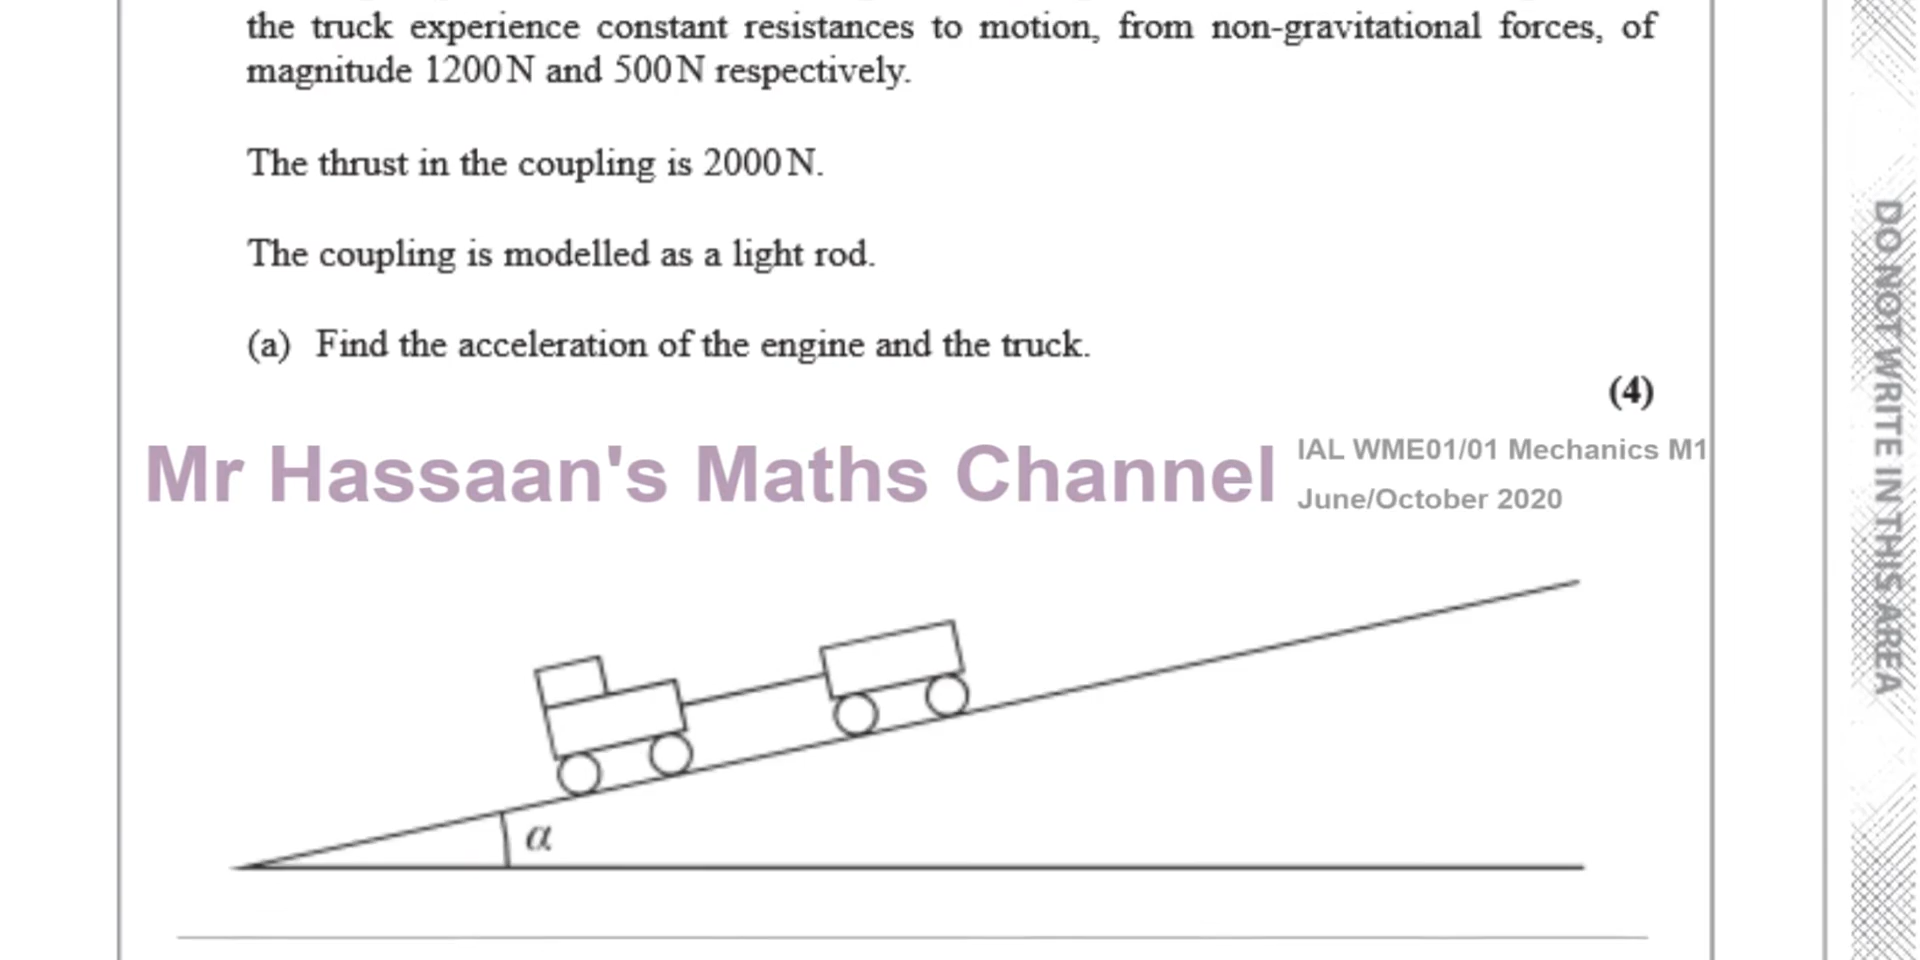 the truck experience constant resistances to motion, from non-gravitational forces, of
magnitude 1200 N and 500 N respectively.
The thrust in the coupling is 2000 N.
The coupling is modelled as a light rod.
(a) Find the acceleration of the engine and the truck.
(4)
Mr Hassaan's Maths Channel
IAL WME01/01 Mechanics M1
June/October 2020
α
DO NOT WRITE IN THIS AREA